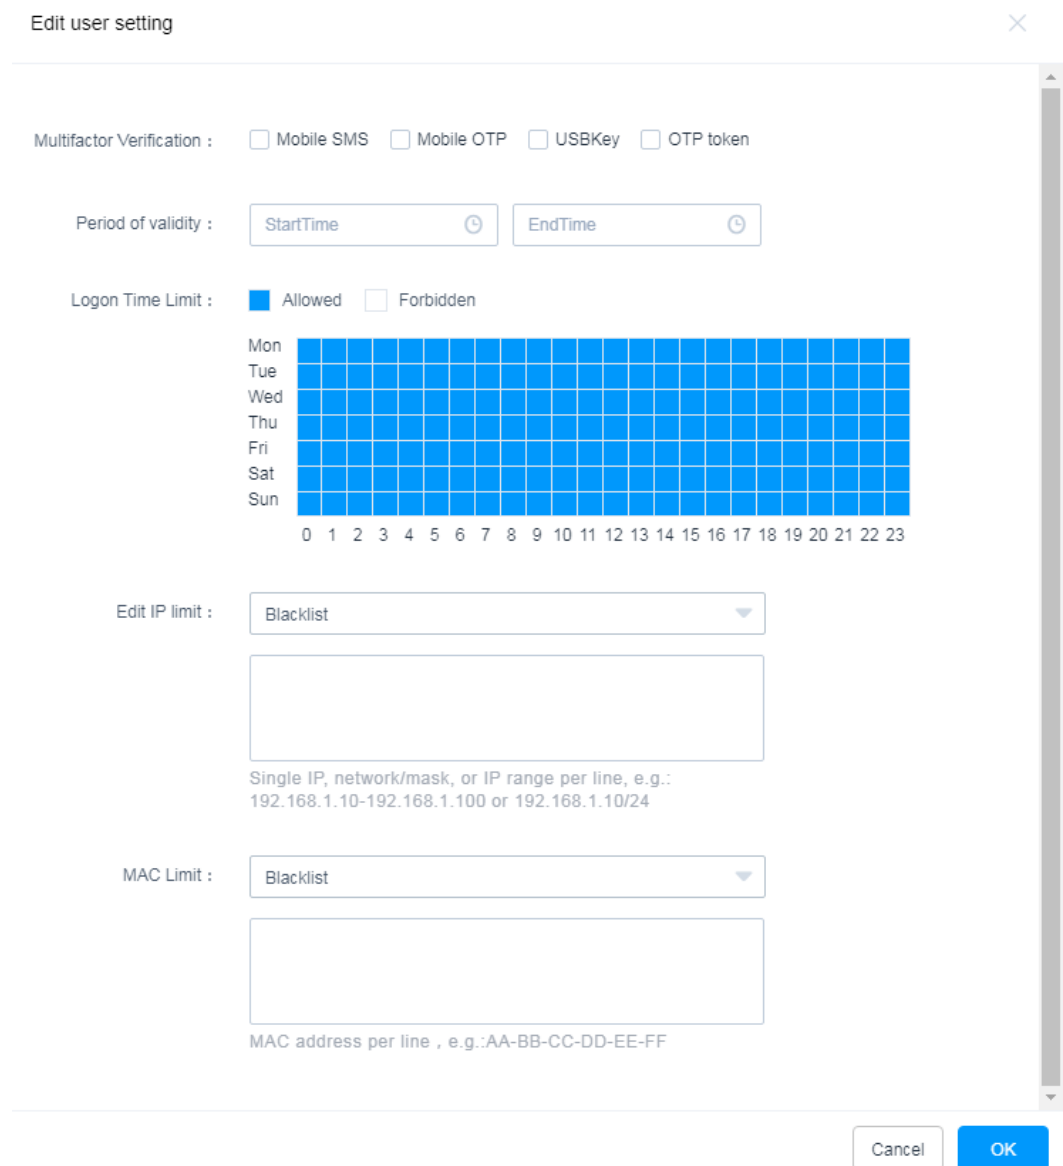 Edit user setting
Multifactor Verification : Mobile SMS Mobile OTP USBKey OTP token
Period of validity : StartTime EndTime
Logon Time Limit : Allowed Forbidden
Mon
Tue
Wed
Thu
Fri
Sat
Sun
0 1 2 3 4 5 6 7 8 9 10 11 12 13 14 15 16 17 18 19 20 21 22 23
Edit IP limit : Blacklist
Single IP, network/mask, or IP range per line, e.g.:
192.168.1.10-192.168.1.100 or 192.168.1.10/24
MAC Limit : Blacklist
MAC address per line , e.g.:AA-BB-CC-DD-EE-FF
Cancel OK